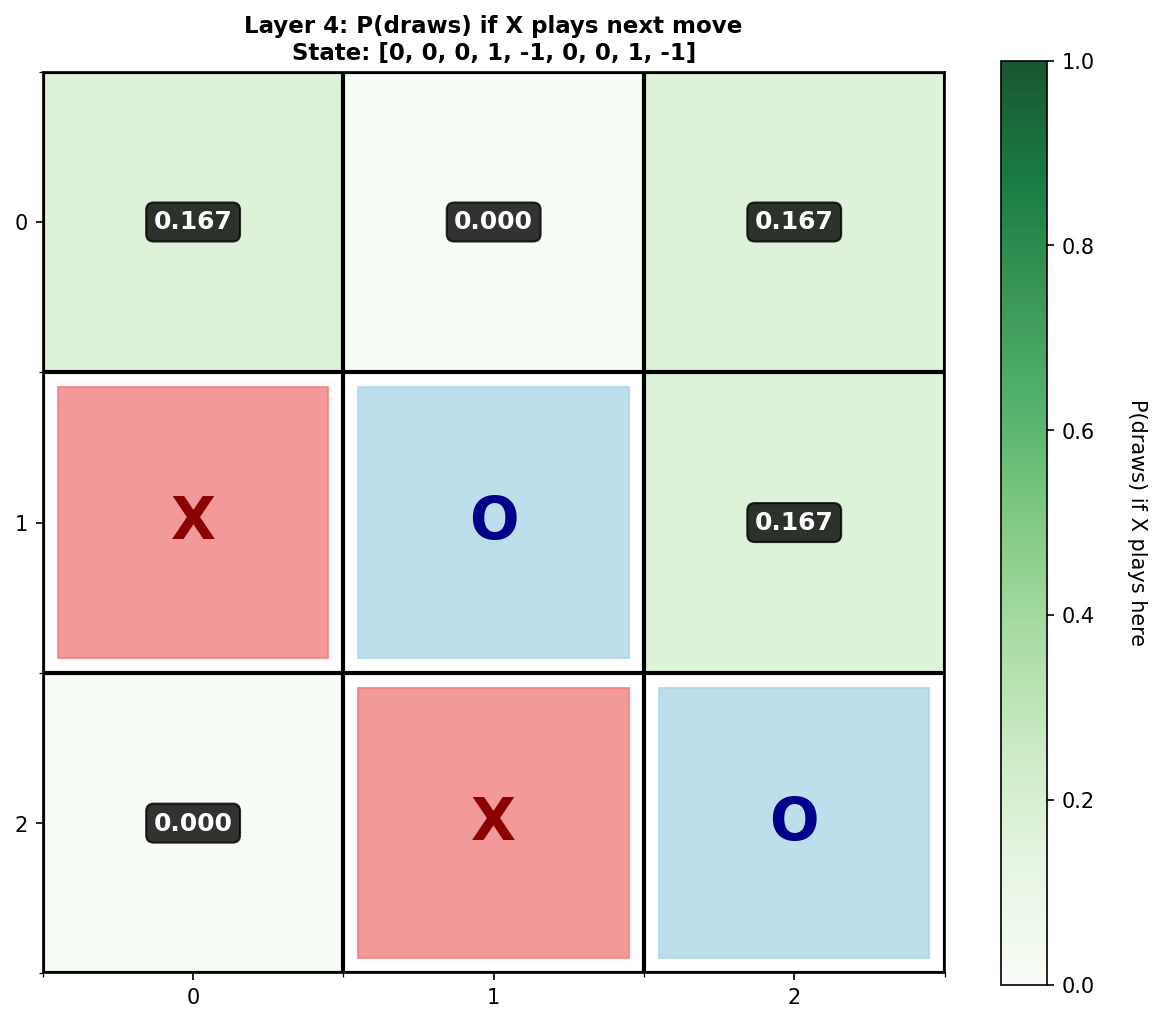 Layer 4: P(draws) if X plays next move
State: [0, 0, 0, 1, -1, 0, 0, 1, -1]
0
0.167
0.000
0.167
1
X
O
0.167
2
0.000
X
O
0
1
2
1.0
0.8
0.6
0.4
0.2
0.0
P(draws) if X plays here